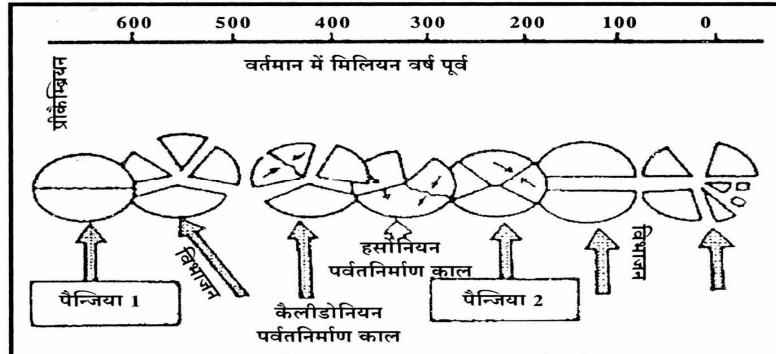 600 500 400 300 200 100 0
वर्तमान में मिलियन वर्ष पूर्व
प्रीकैम्ब्रियन
विभाजन
हर्सीनियन
पर्वतनिर्माण काल
विभाजन
पैन्जिया 1
कैलीडोनियन
पर्वतनिर्माण काल
पैन्जिया 2